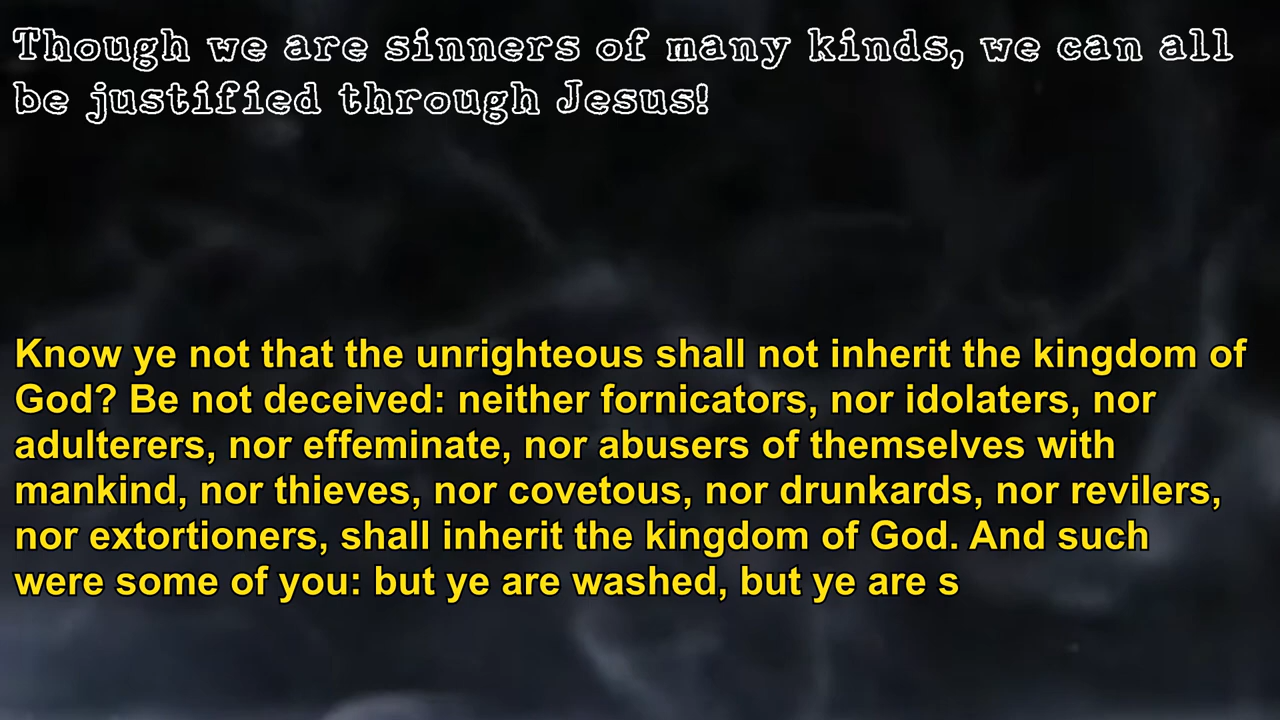 Though we are sinners of many kinds, we can all
be justified through Jesus!
Know ye not that the unrighteous shall not inherit the kingdom of
God? Be not deceived: neither fornicators, nor idolaters, nor
adulterers, nor effeminate, nor abusers of themselves with
mankind, nor thieves, nor covetous, nor drunkards, nor revilers,
nor extortioners, shall inherit the kingdom of God. And such
were some of you: but ye are washed, but ye are s